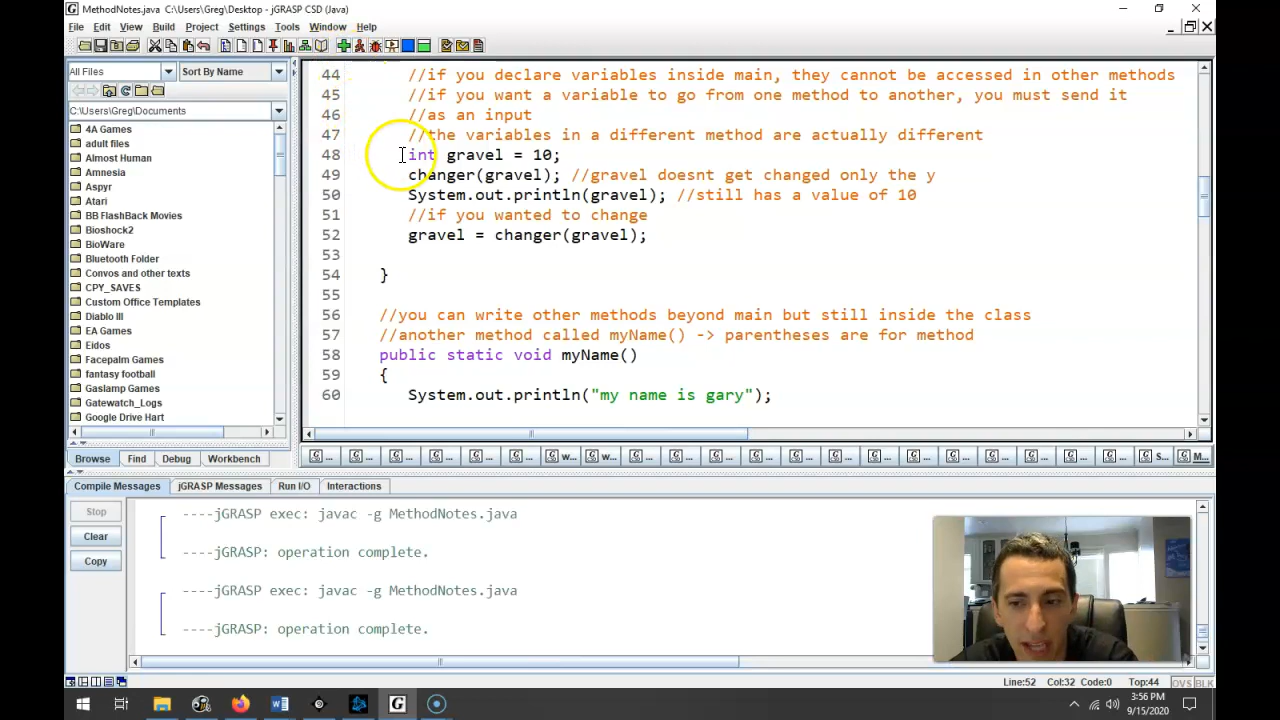 MethodNotes.java C:\Users\Greg\Desktop - jGRASP CSD (Java)
File Edit View Build Project Settings Tools Window Help
All Files Sort By Name
C:\Users\Greg\Documents
4A Games
adult files
Almost Human
Amnesia
Aspyr
Atari
BB FlashBack Movies
Bioshock2
BioWare
Bluetooth Folder
Convos and other texts
CPY_SAVES
Custom Office Templates
Diablo III
EA Games
Eidos
Facepalm Games
fantasy football
Gaslamp Games
Gatewatch_Logs
Google Drive Hart
Browse Find Debug Workbench
44 //if you declare variables inside main, they cannot be accessed in other methods
45 //if you want a variable to go from one method to another, you must send it
46 //as an input
47 //the variables in a different method are actually different
48 int gravel = 10;
49 changer(gravel); //gravel doesnt get changed only the y
50 System.out.println(gravel); //still has a value of 10
51 //if you wanted to change
52 gravel = changer(gravel);
53
54 }
55
56 //you can write other methods beyond main but still inside the class
57 //another method called myName() -> parentheses are for method
58 public static void myName()
59 {
60 System.out.println("my name is gary");
G ... G ... G ... G ... G ... G ... G w... G w... G ... G ... G ... G ... G ... G ... G ... G ... G ... G ... G ... G ... G ... G S... G M...
Compile Messages jGRASP Messages Run I/O Interactions
Stop
Clear
Copy
----jGRASP exec: javac -g MethodNotes.java
----jGRASP: operation complete.
----jGRASP exec: javac -g MethodNotes.java
----jGRASP: operation complete.
Line:52 Col:32 Code:0 Top:44 OVS BLK
3:56 PM
9/15/2020